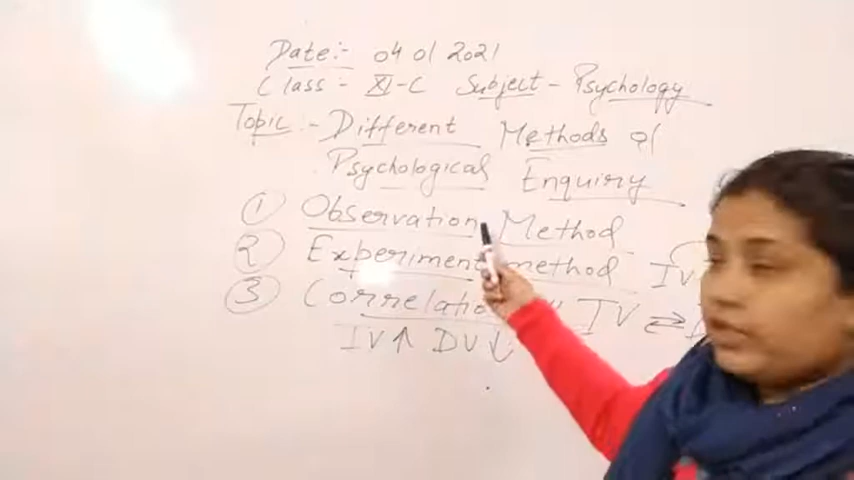 Date:- 04 01 2021
Class - XI-C Subject - Psychology
Topic :- Different Methods of
Psychological Enquiry
① Observation Method
② Experiment method IV
③ Correlation " IV ⇄
IV ↑ DV ↓